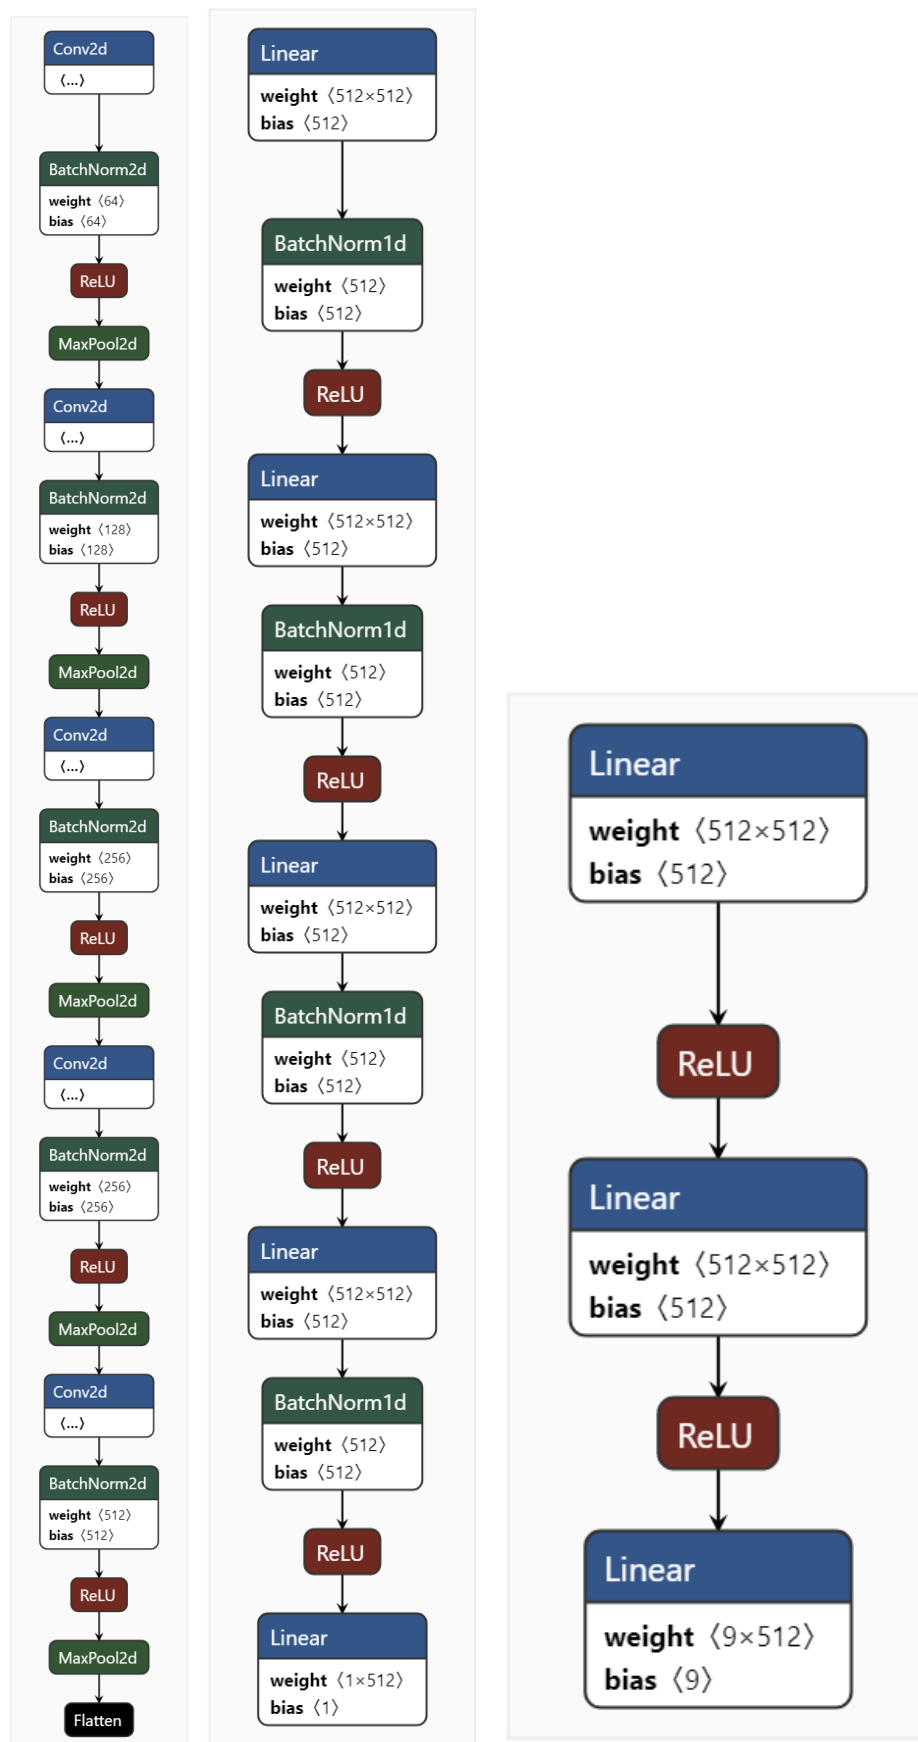 Conv2d
⟨...⟩
BatchNorm2d
weight ⟨64⟩
bias ⟨64⟩
ReLU
MaxPool2d
Conv2d
⟨...⟩
BatchNorm2d
weight ⟨128⟩
bias ⟨128⟩
ReLU
MaxPool2d
Conv2d
⟨...⟩
BatchNorm2d
weight ⟨256⟩
bias ⟨256⟩
ReLU
MaxPool2d
Conv2d
⟨...⟩
BatchNorm2d
weight ⟨256⟩
bias ⟨256⟩
ReLU
MaxPool2d
Conv2d
⟨...⟩
BatchNorm2d
weight ⟨512⟩
bias ⟨512⟩
ReLU
MaxPool2d
Flatten
Linear
weight ⟨512×512⟩
bias ⟨512⟩
BatchNorm1d
weight ⟨512⟩
bias ⟨512⟩
ReLU
Linear
weight ⟨512×512⟩
bias ⟨512⟩
BatchNorm1d
weight ⟨512⟩
bias ⟨512⟩
ReLU
Linear
weight ⟨512×512⟩
bias ⟨512⟩
BatchNorm1d
weight ⟨512⟩
bias ⟨512⟩
ReLU
Linear
weight ⟨512×512⟩
bias ⟨512⟩
BatchNorm1d
weight ⟨512⟩
bias ⟨512⟩
ReLU
Linear
weight ⟨1×512⟩
bias ⟨1⟩
Linear
weight ⟨512×512⟩
bias ⟨512⟩
ReLU
Linear
weight ⟨512×512⟩
bias ⟨512⟩
ReLU
Linear
weight ⟨9×512⟩
bias ⟨9⟩